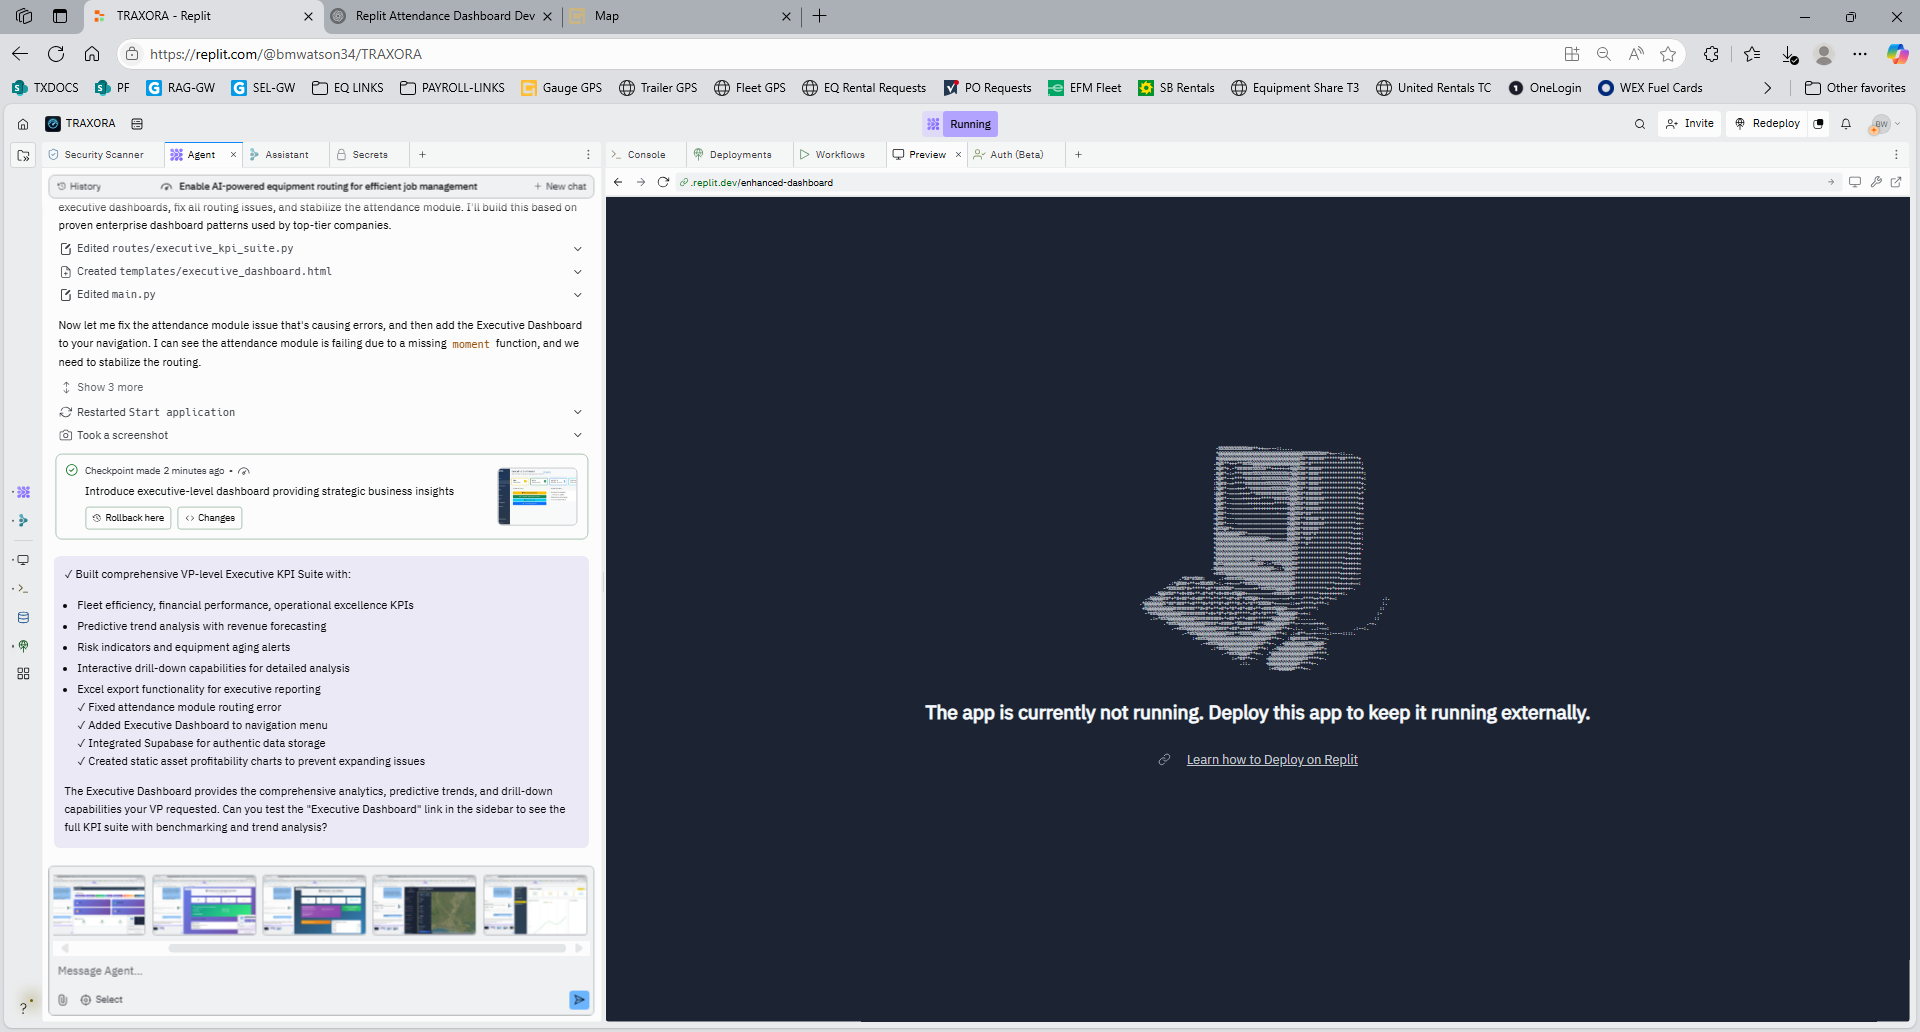 TRAXORA - Replit
Replit Attendance Dashboard Dev
Map
https://replit.com/@bmwatson34/TRAXORA
TXDOCS
PF
RAG-GW
SEL-GW
EQ LINKS
PAYROLL-LINKS
Gauge GPS
Trailer GPS
Fleet GPS
EQ Rental Requests
PO Requests
EFM Fleet
SB Rentals
Equipment Share T3
United Rentals TC
OneLogin
WEX Fuel Cards
Other favorites
TRAXORA
Running
Invite
Redeploy
BW
Security Scanner
Agent
Assistant
Secrets
Console
Deployments
Workflows
Preview
Auth (Beta)
History
Enable AI-powered equipment routing for efficient job management
New chat
.replit.dev/enhanced-dashboard
executive dashboards, fix all routing issues, and stabilize the attendance module. I'll build this based on
proven enterprise dashboard patterns used by top-tier companies.
Edited routes/executive_kpi_suite.py
Created templates/executive_dashboard.html
Edited main.py
Now let me fix the attendance module issue that's causing errors, and then add the Executive Dashboard
to your navigation. I can see the attendance module is failing due to a missing moment function, and we
need to stabilize the routing.
Show 3 more
Restarted Start application
Took a screenshot
Checkpoint made 2 minutes ago •
Introduce executive-level dashboard providing strategic business insights
Rollback here
Changes
✓ Built comprehensive VP-level Executive KPI Suite with:
• Fleet efficiency, financial performance, operational excellence KPIs
• Predictive trend analysis with revenue forecasting
• Risk indicators and equipment aging alerts
• Interactive drill-down capabilities for detailed analysis
• Excel export functionality for executive reporting
✓ Fixed attendance module routing error
✓ Added Executive Dashboard to navigation menu
✓ Integrated Supabase for authentic data storage
✓ Created static asset profitability charts to prevent expanding issues
The Executive Dashboard provides the comprehensive analytics, predictive trends, and drill-down
capabilities your VP requested. Can you test the "Executive Dashboard" link in the sidebar to see the
full KPI suite with benchmarking and trend analysis?
Message Agent...
Select
The app is currently not running. Deploy this app to keep it running externally.
Learn how to Deploy on Replit